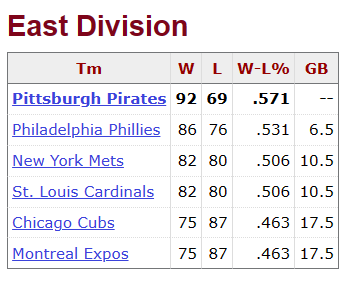 East Division
Tm W L W-L% GB
Pittsburgh Pirates 92 69 .571 --
Philadelphia Phillies 86 76 .531 6.5
New York Mets 82 80 .506 10.5
St. Louis Cardinals 82 80 .506 10.5
Chicago Cubs 75 87 .463 17.5
Montreal Expos 75 87 .463 17.5